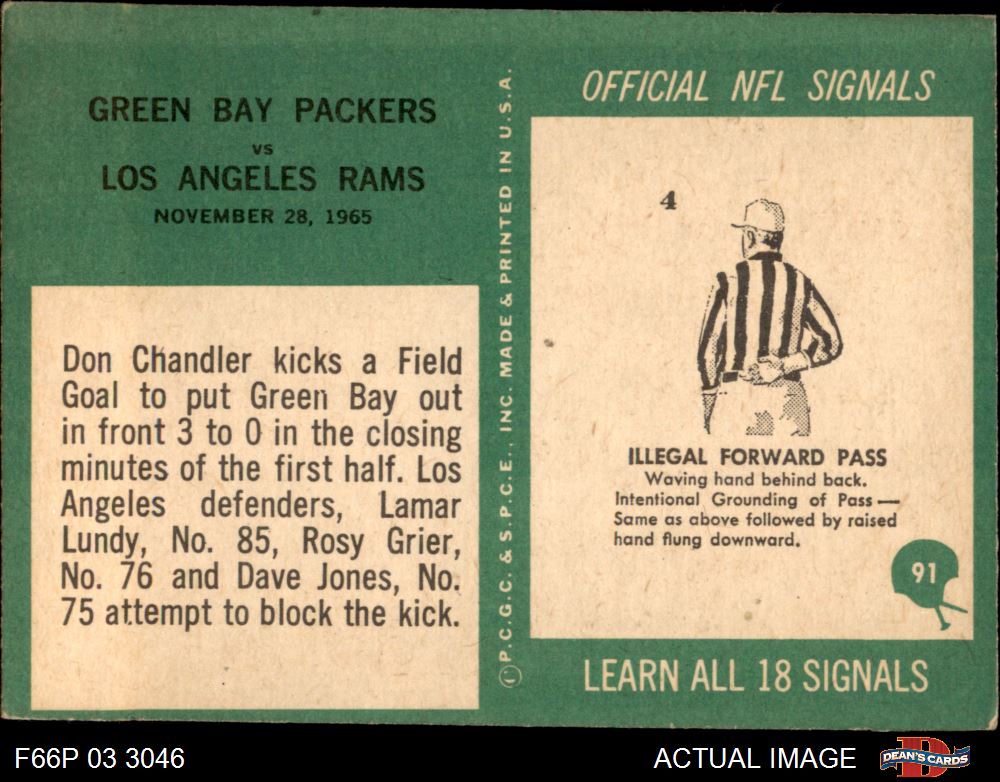 GREEN BAY PACKERS
VS
LOS ANGELES RAMS
NOVEMBER 28, 1965
Don Chandler kicks a Field
Goal to put Green Bay out
in front 3 to 0 in the closing
minutes of the first half. Los
Angeles defenders, Lamar
Lundy, No. 85, Rosy Grier,
No. 76 and Dave Jones, No.
75 attempt to block the kick.
©P.C.G.C. & S.P.C.E., INC. MADE & PRINTED IN U.S.A.
OFFICIAL NFL SIGNALS
4
ILLEGAL FORWARD PASS
Waving hand behind back.
Intentional Grounding of Pass—
Same as above followed by raised
hand flung downward.
91
LEARN ALL 18 SIGNALS
F66P 03 3046
ACTUAL IMAGE
D
DEAN'S CARDS